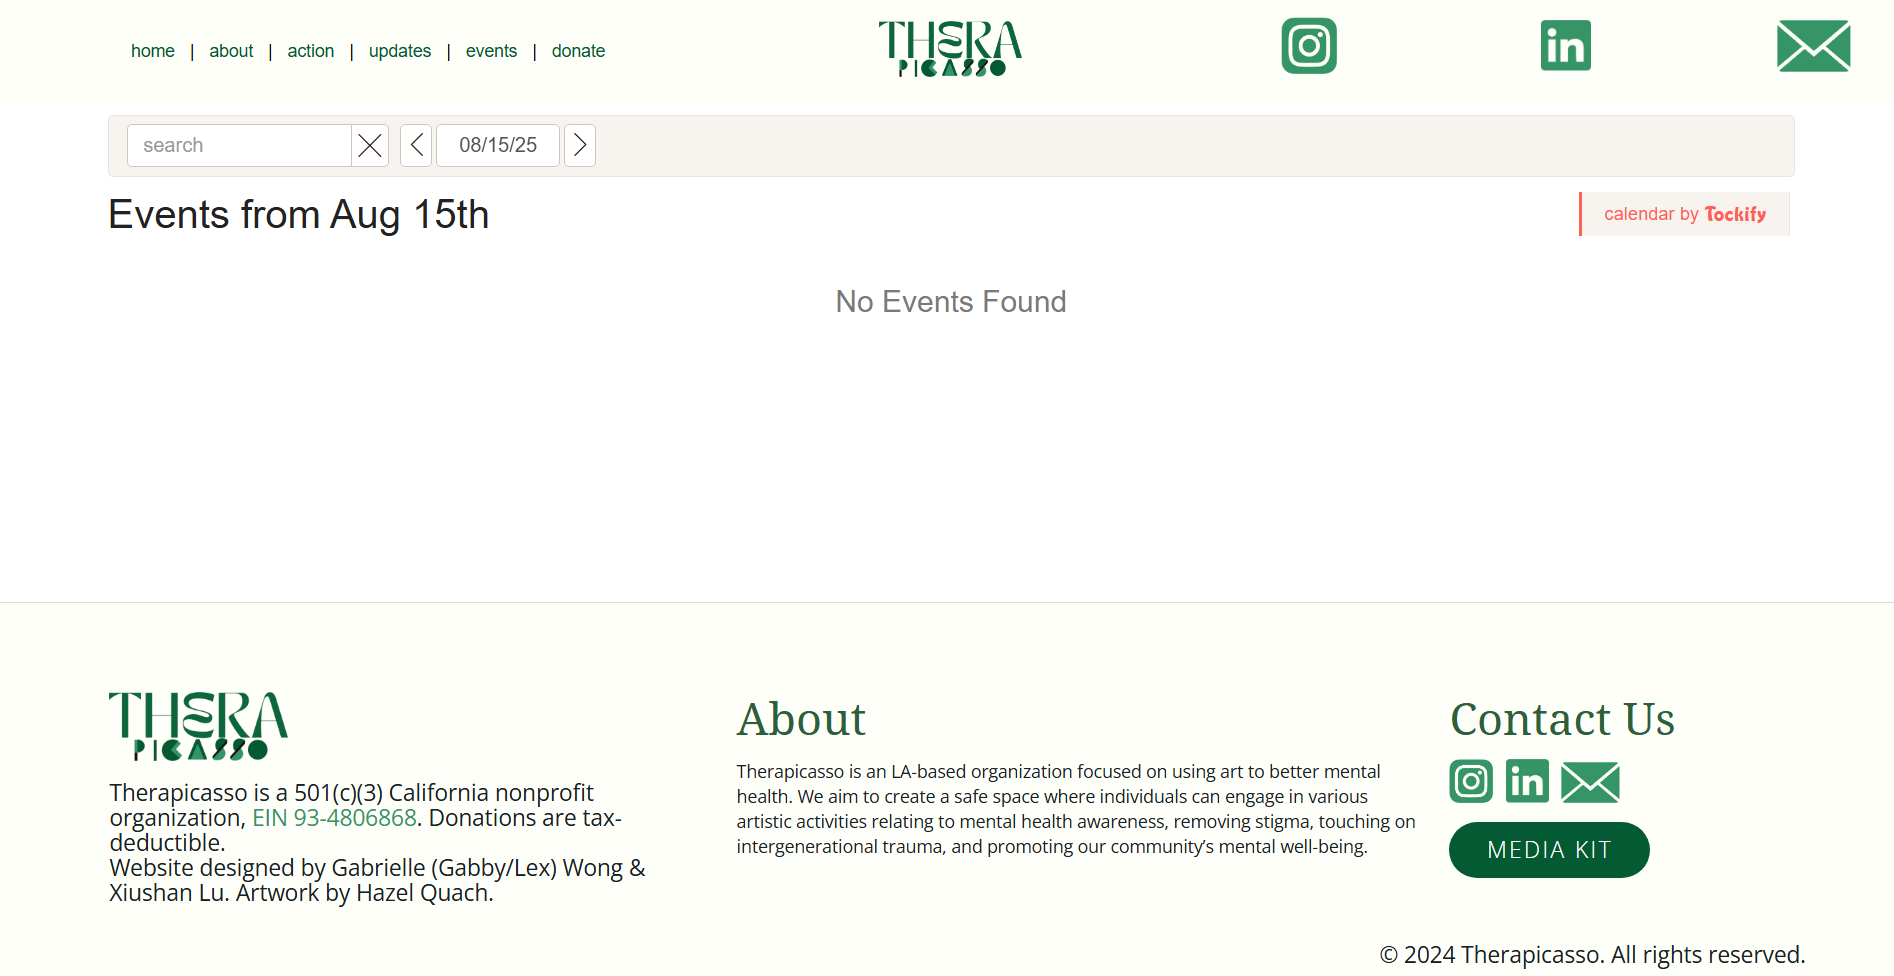 home | about | action | updates | events | donate
THERA
PICASSO
in
search
08/15/25
Events from Aug 15th
calendar by Tockify
No Events Found
THERA
PICASSO
Therapicasso is a 501(c)(3) California nonprofit
organization, EIN 93-4806868. Donations are tax-
deductible.
Website designed by Gabrielle (Gabby/Lex) Wong &
Xiushan Lu. Artwork by Hazel Quach.
About
Therapicasso is an LA-based organization focused on using art to better mental
health. We aim to create a safe space where individuals can engage in various
artistic activities relating to mental health awareness, removing stigma, touching on
intergenerational trauma, and promoting our community’s mental well-being.
Contact Us
in
MEDIA KIT
© 2024 Therapicasso. All rights reserved.